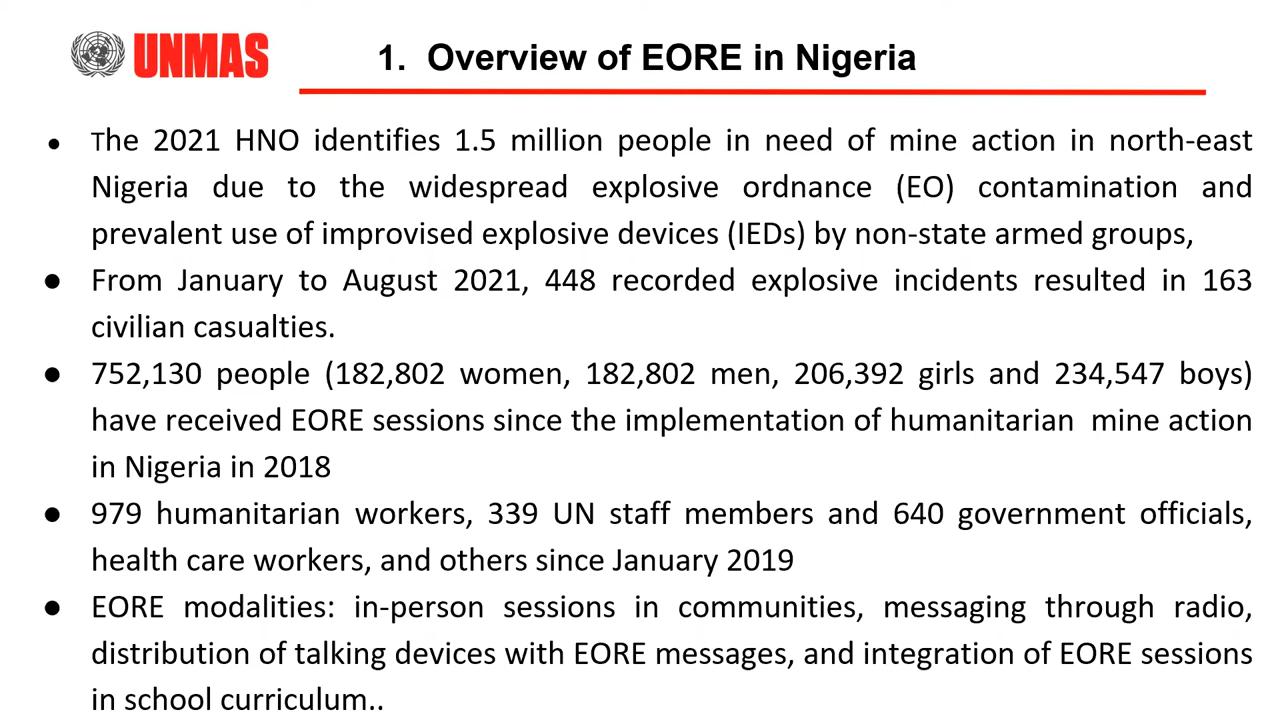 UNMAS
1. Overview of EORE in Nigeria
● The 2021 HNO identifies 1.5 million people in need of mine action in north-east
Nigeria due to the widespread explosive ordnance (EO) contamination and
prevalent use of improvised explosive devices (IEDs) by non-state armed groups,
● From January to August 2021, 448 recorded explosive incidents resulted in 163
civilian casualties.
● 752,130 people (182,802 women, 182,802 men, 206,392 girls and 234,547 boys)
have received EORE sessions since the implementation of humanitarian mine action
in Nigeria in 2018
● 979 humanitarian workers, 339 UN staff members and 640 government officials,
health care workers, and others since January 2019
● EORE modalities: in-person sessions in communities, messaging through radio,
distribution of talking devices with EORE messages, and integration of EORE sessions
in school curriculum..